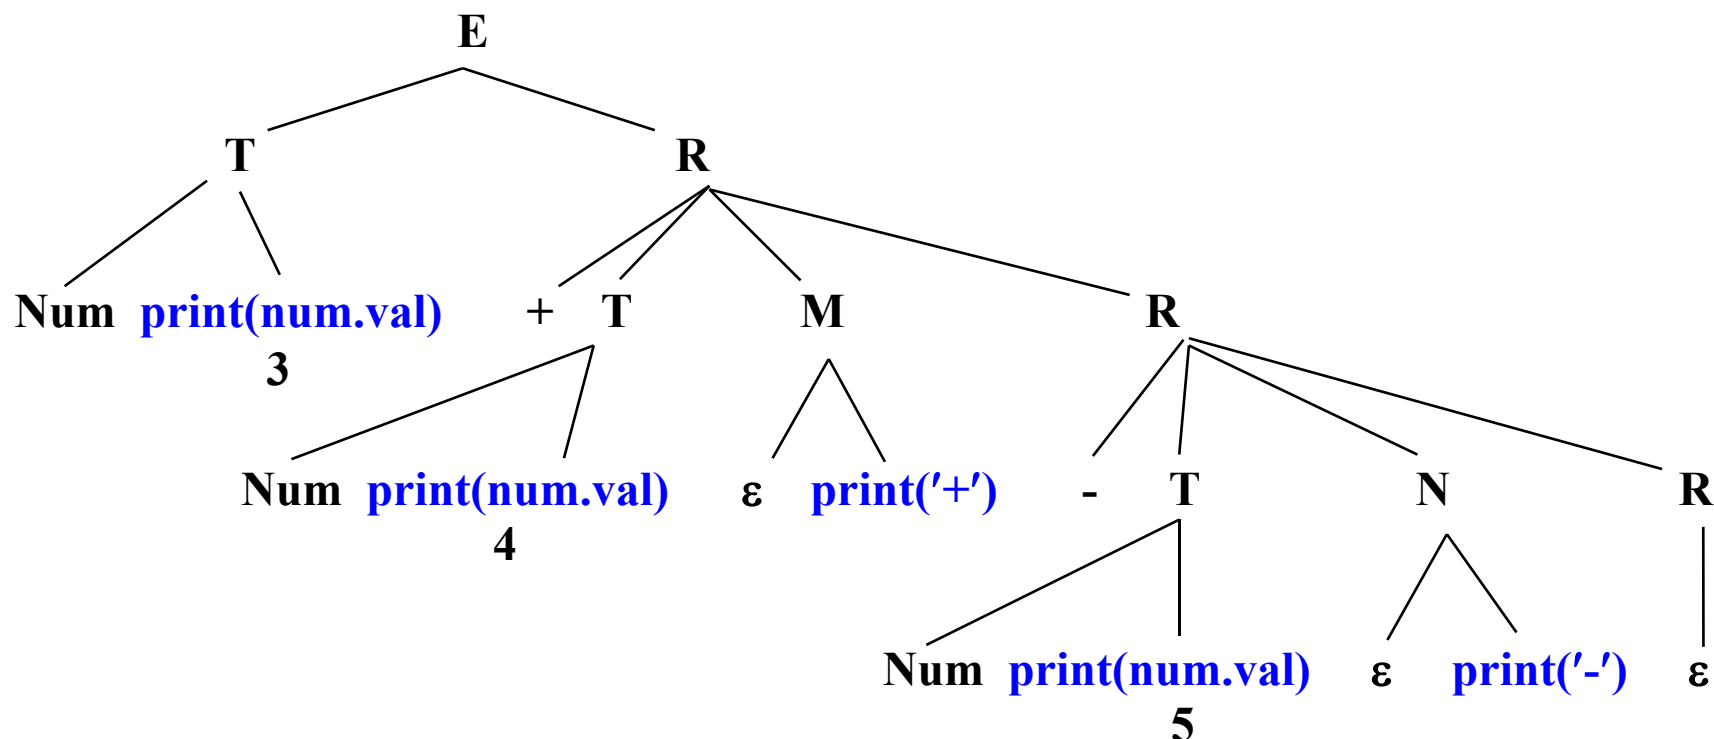 E
T R
Num print(num.val) + T M R
3
Num print(num.val) ε print('+') - T N R
4
Num print(num.val) ε print('-') ε
5